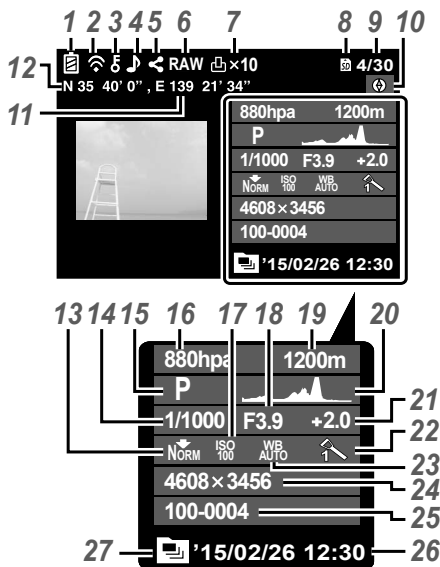 1 2 3 4 5 6 7 8 9 10
RAW ×10 SD 4/30
12 N 35 40’ 0”, E 139 21’ 34”
11
880hpa 1200m
P
1/1000 F3.9 +2.0
NORM ISO 100 WB AUTO 1
4608×3456
100-0004
’15/02/26 12:30
13 14 15 16 17 18 19 20
880hpa 1200m
P
1/1000 F3.9 +2.0 21
NORM ISO 100 WB AUTO 1 22
23
4608×3456 24
100-0004 25
27 ’15/02/26 12:30 26